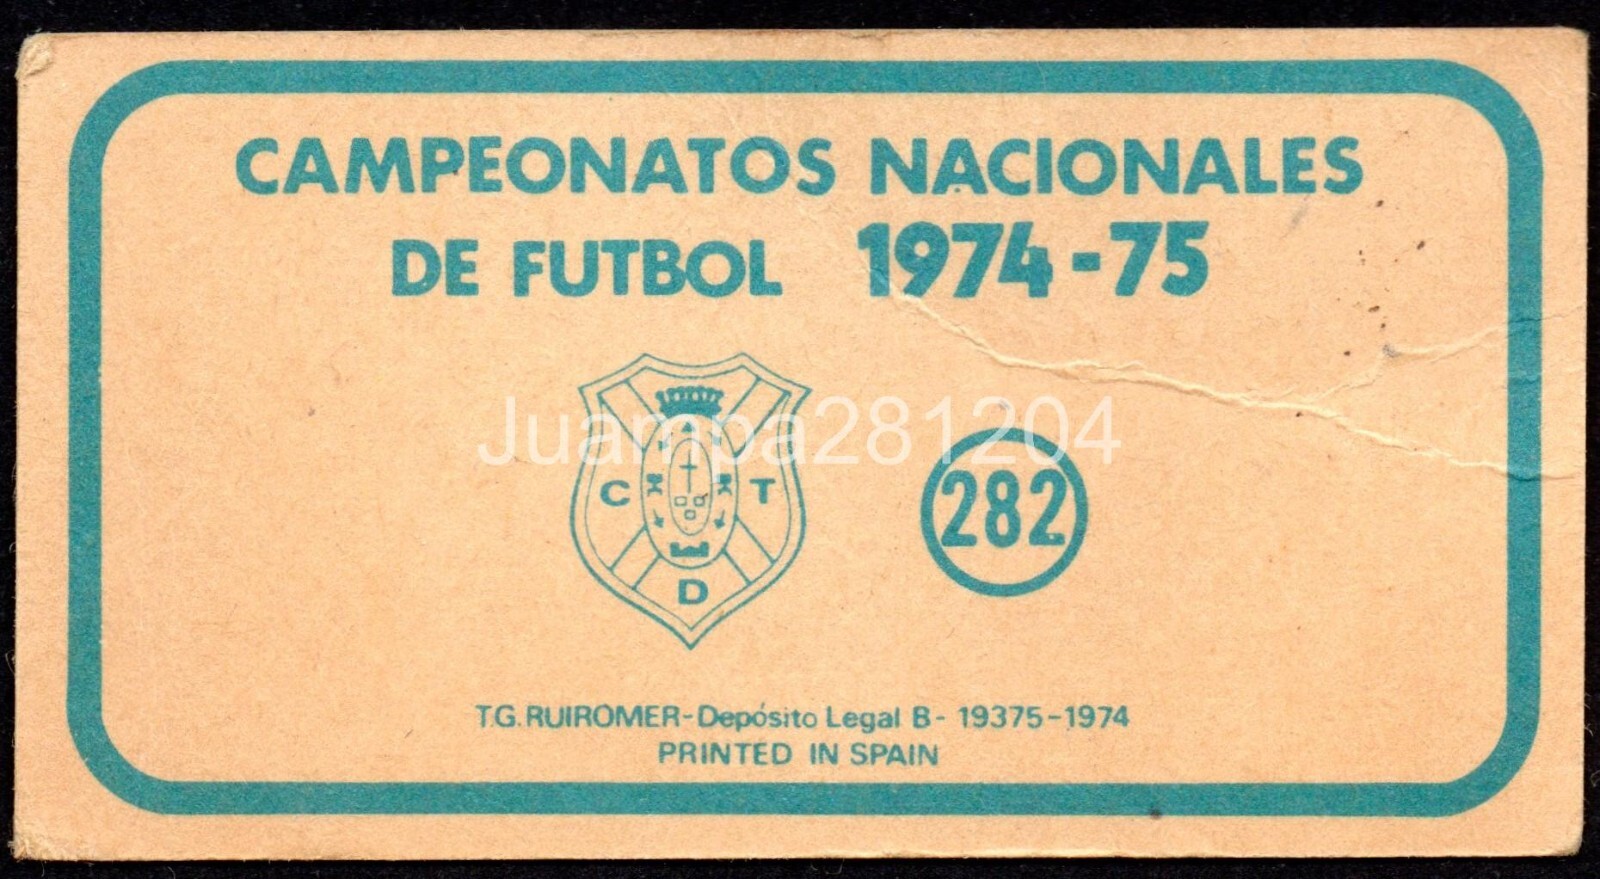 CAMPEONATOS NACIONALES
DE FUTBOL 1974-75
Juampa281204
C T
D
282
T.G. RUIROMER-Depósito Legal B- 19375-1974
PRINTED IN SPAIN